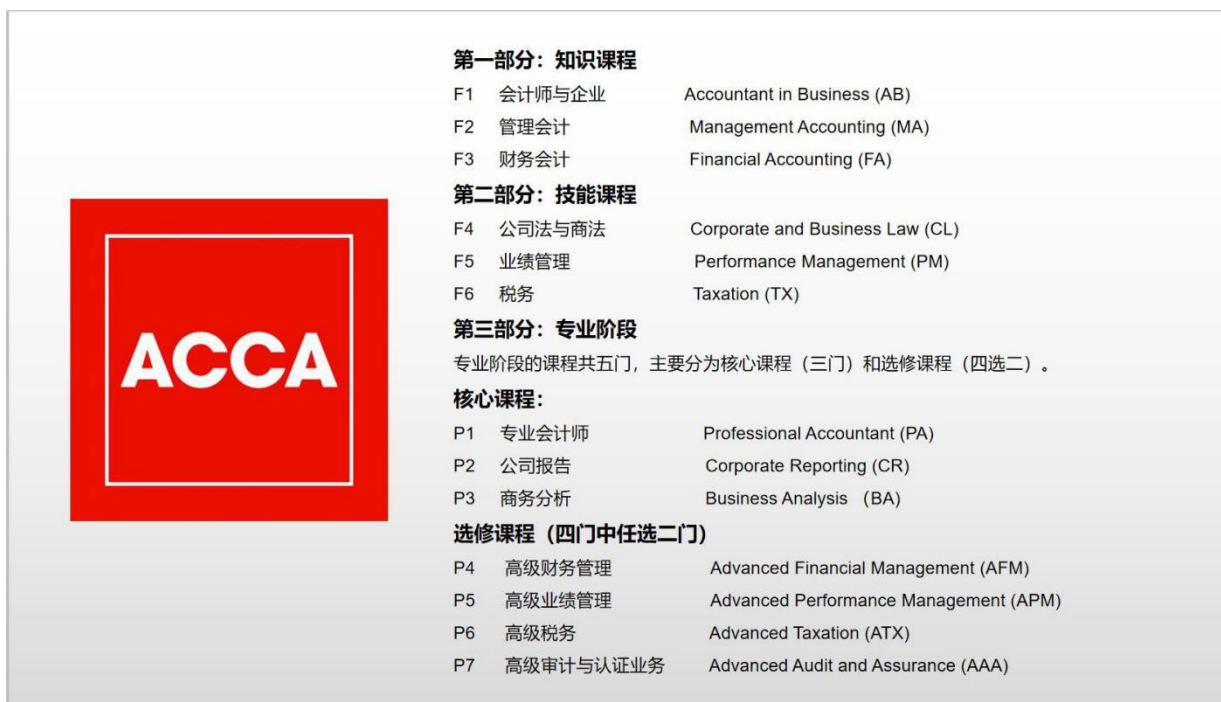 ACCA
第一部分：知识课程
F1 会计师与企业 Accountant in Business (AB)
F2 管理会计 Management Accounting (MA)
F3 财务会计 Financial Accounting (FA)
第二部分：技能课程
F4 公司法与商法 Corporate and Business Law (CL)
F5 业绩管理 Performance Management (PM)
F6 税务 Taxation (TX)
第三部分：专业阶段
专业阶段的课程共五门，主要分为核心课程（三门）和选修课程（四选二）。
核心课程：
P1 专业会计师 Professional Accountant (PA)
P2 公司报告 Corporate Reporting (CR)
P3 商务分析 Business Analysis （BA)
选修课程（四门中任选二门）
P4 高级财务管理 Advanced Financial Management (AFM)
P5 高级业绩管理 Advanced Performance Management (APM)
P6 高级税务 Advanced Taxation (ATX)
P7 高级审计与认证业务 Advanced Audit and Assurance (AAA)